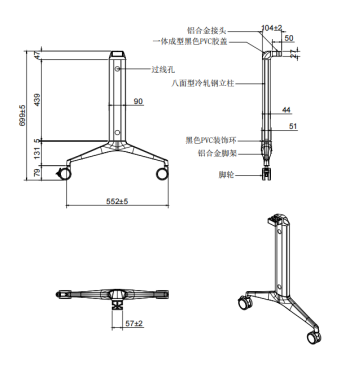 铝合金接头
104±2
一体成型黑色PVC胶盖
50
27
47
过线孔
八面型冷轧钢立柱
699±5
439
90
44
51
5
黑色PVC装饰环
131
铝合金脚架
79
脚轮
552±5
57±2